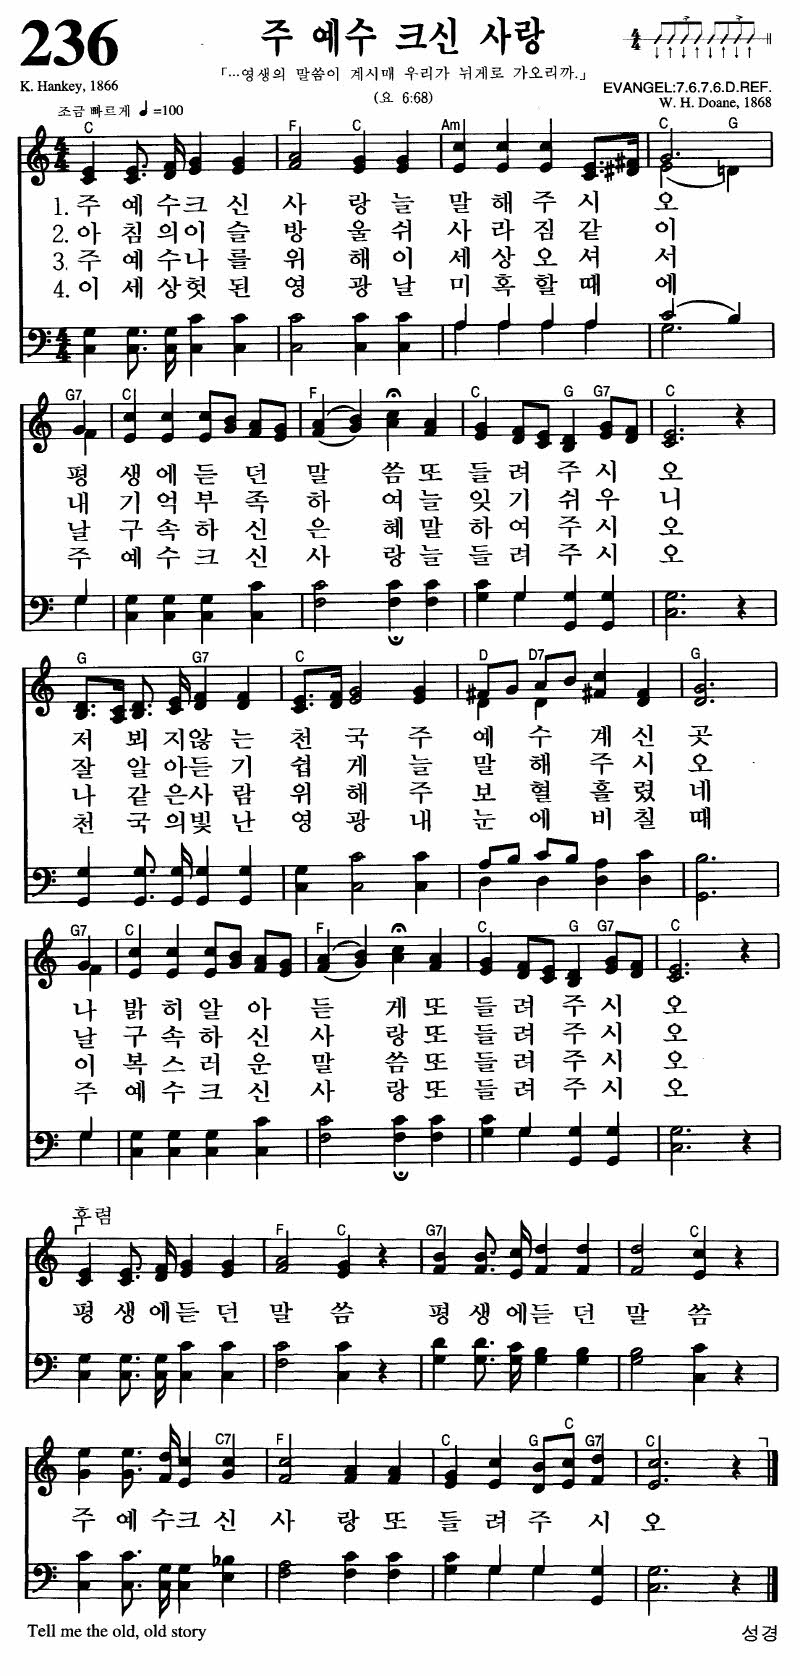 236
주 예수 크신 사랑
「…영생의 말씀이 계시매 우리가 뉘게로 가오리까.」
(요 6:68)
K. Hankey, 1866
EVANGEL:7.6.7.6.D.REF.
W. H. Doane, 1868
조금 빠르게 ♩=100
C F C Am C G
1. 주 예 수크 신 사 랑 늘 말 해 주 시 오
2. 아 침 의이 슬 방 울 쉬 사 라 짐 같 이
3. 주 예 수나 를 위 해 이 세 상 오 셔 서
4. 이 세 상헛 된 영 광 날 미 혹 할 때 에
G7 C F C G G7 C
평 생 에 듣 던 말 씀 또 들 려 주 시 오
내 기 억 부 족 하 여 늘 잊 기 쉬 우 니
날 구 속 하 신 은 혜 말 하 여 주 시 오
주 예 수 크 신 사 랑 늘 들 려 주 시 오
G G7 C D D7 G
저 뵈 지않 는 천 국 주 예 수 계 신 곳
잘 알 아듣 기 쉽 게 늘 말 해 주 시 오
나 같 은사 람 위 해 주 보 혈 흘 렸 네
천 국 의빛 난 영 광 내 눈 에 비 칠 때
G7 C F C G G7 C
나 밝 히 알 아 듣 게 또 들 려 주 시 오
날 구 속 하 신 사 랑 또 들 려 주 시 오
이 복 스 러 운 말 씀 또 들 려 주 시 오
주 예 수 크 신 사 랑 또 들 려 주 시 오
후렴
F C G7 C
평 생 에듣 던 말 씀 평 생 에듣 던 말 씀
C7 F C G C G7 C
주 예 수크 신 사 랑 또 들 려 주 시 오
Tell me the old, old story
성경